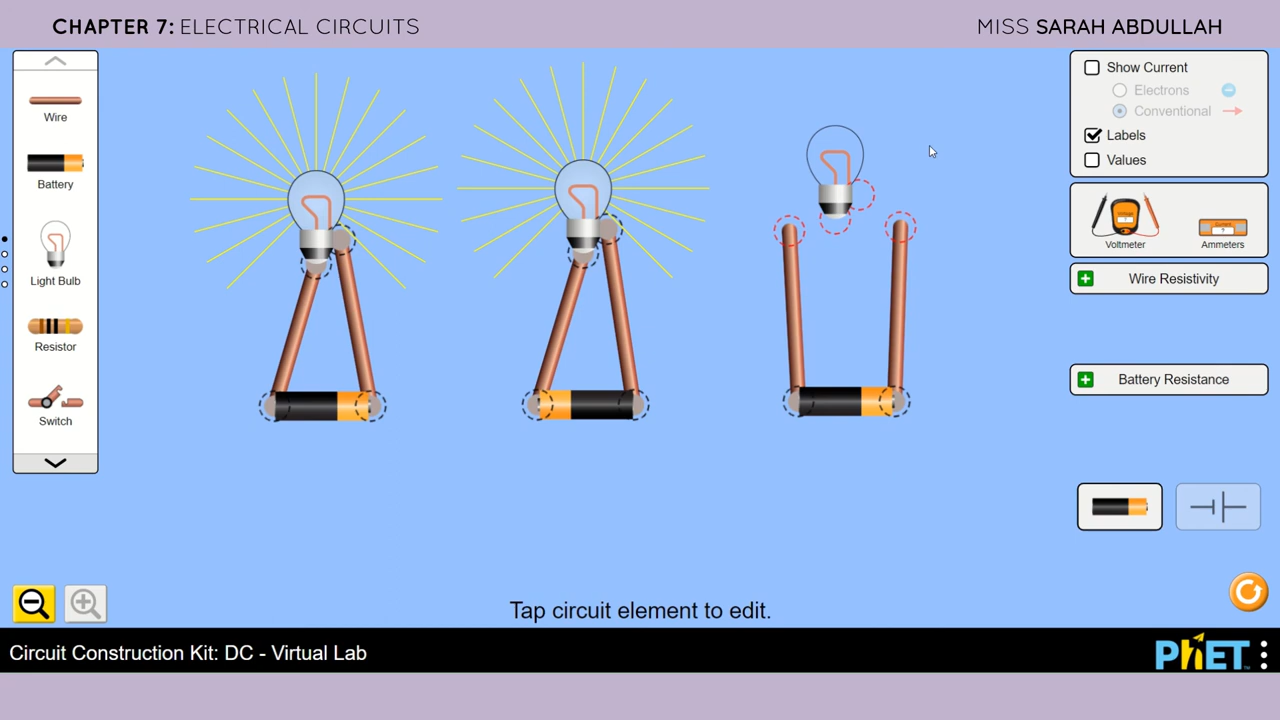 CHAPTER 7: ELECTRICAL CIRCUITS
MISS SARAH ABDULLAH
Wire
Battery
Light Bulb
Resistor
Switch
Show Current
Electrons
Conventional
Labels
Values
Voltmeter
Ammeters
Wire Resistivity
Battery Resistance
Tap circuit element to edit.
Circuit Construction Kit: DC - Virtual Lab
PhET